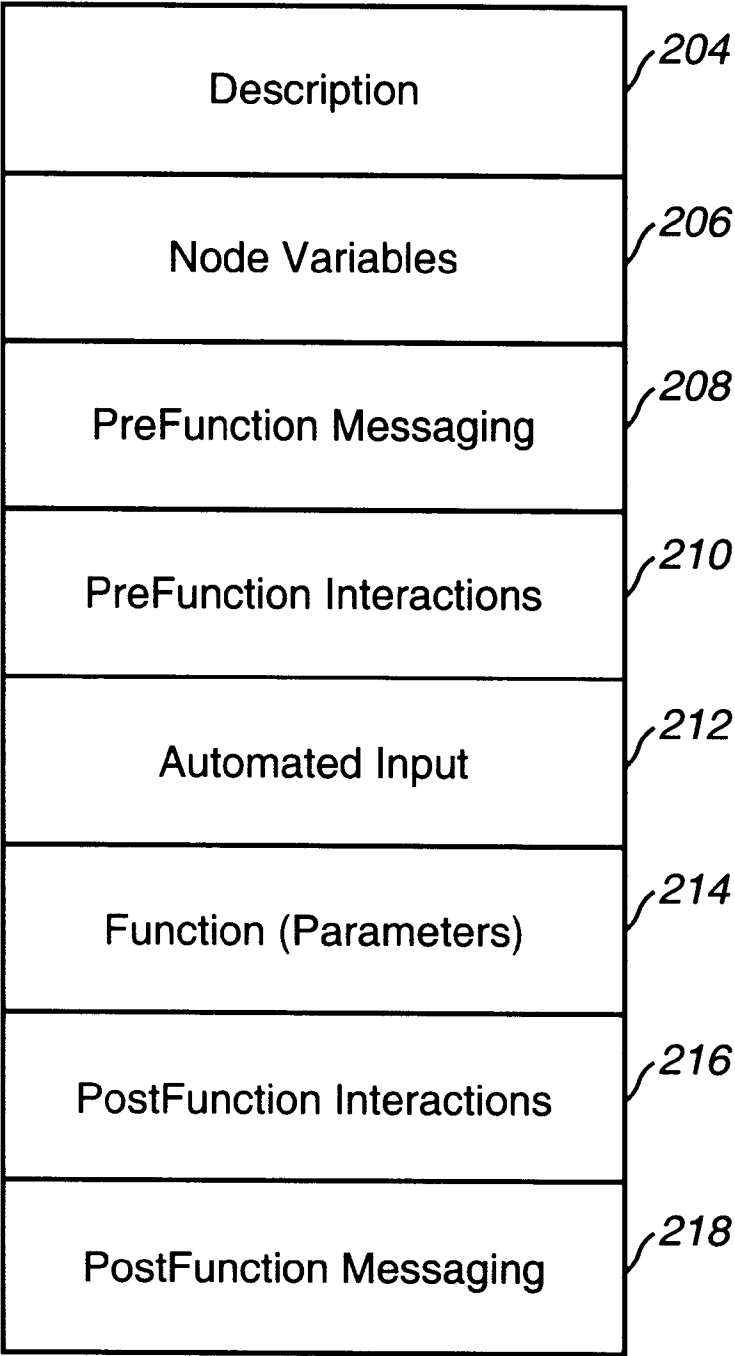 Description 204
Node Variables 206
PreFunction Messaging 208
PreFunction Interactions 210
Automated Input 212
Function (Parameters) 214
PostFunction Interactions 216
PostFunction Messaging 218